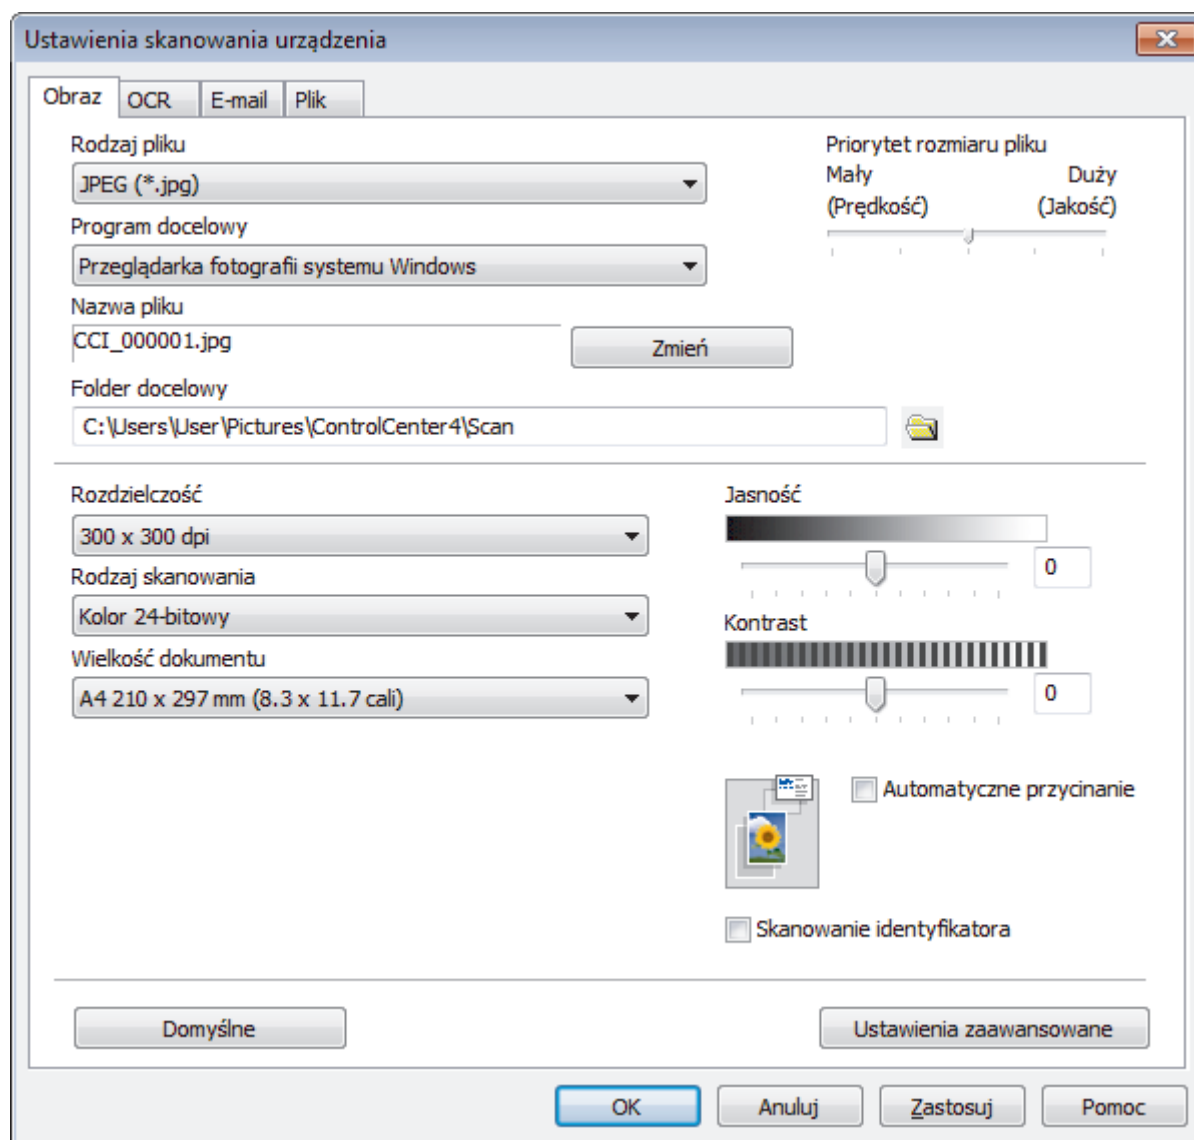 Ustawienia skanowania urządzenia
Obraz OCR E-mail Plik
Rodzaj pliku
JPEG (*.jpg)
Program docelowy
Przeglądarka fotografii systemu Windows
Nazwa pliku
CCI_000001.jpg
Zmień
Folder docelowy
C:\Users\User\Pictures\ControlCenter4\Scan
Priorytet rozmiaru pliku
Mały Duży
(Prędkość) (Jakość)
Rozdzielczość
300 x 300 dpi
Rodzaj skanowania
Kolor 24-bitowy
Wielkość dokumentu
A4 210 x 297 mm (8.3 x 11.7 cali)
Jasność
0
Kontrast
0
Automatyczne przycinanie
Skanowanie identyfikatora
Domyślne
Ustawienia zaawansowane
OK Anuluj Zastosuj Pomoc